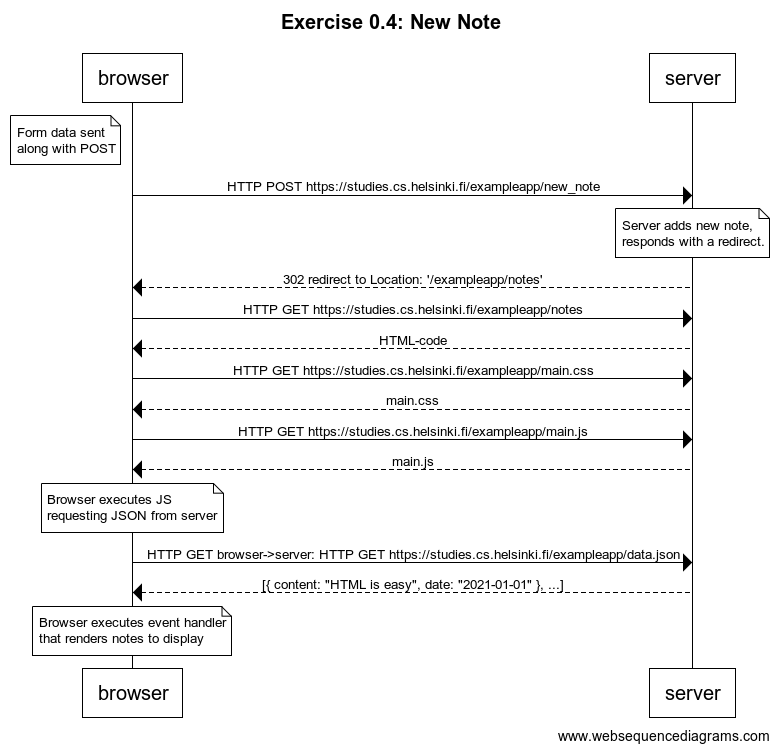 Exercise 0.4: New Note
browser
server
Form data sent
along with POST
HTTP POST https://studies.cs.helsinki.fi/exampleapp/new_note
Server adds new note,
responds with a redirect.
302 redirect to Location: '/exampleapp/notes'
HTTP GET https://studies.cs.helsinki.fi/exampleapp/notes
HTML-code
HTTP GET https://studies.cs.helsinki.fi/exampleapp/main.css
main.css
HTTP GET https://studies.cs.helsinki.fi/exampleapp/main.js
main.js
Browser executes JS
requesting JSON from server
HTTP GET browser->server: HTTP GET https://studies.cs.helsinki.fi/exampleapp/data.json
[{ content: "HTML is easy", date: "2021-01-01" }, ...]
Browser executes event handler
that renders notes to display
browser
server
www.websequencediagrams.com